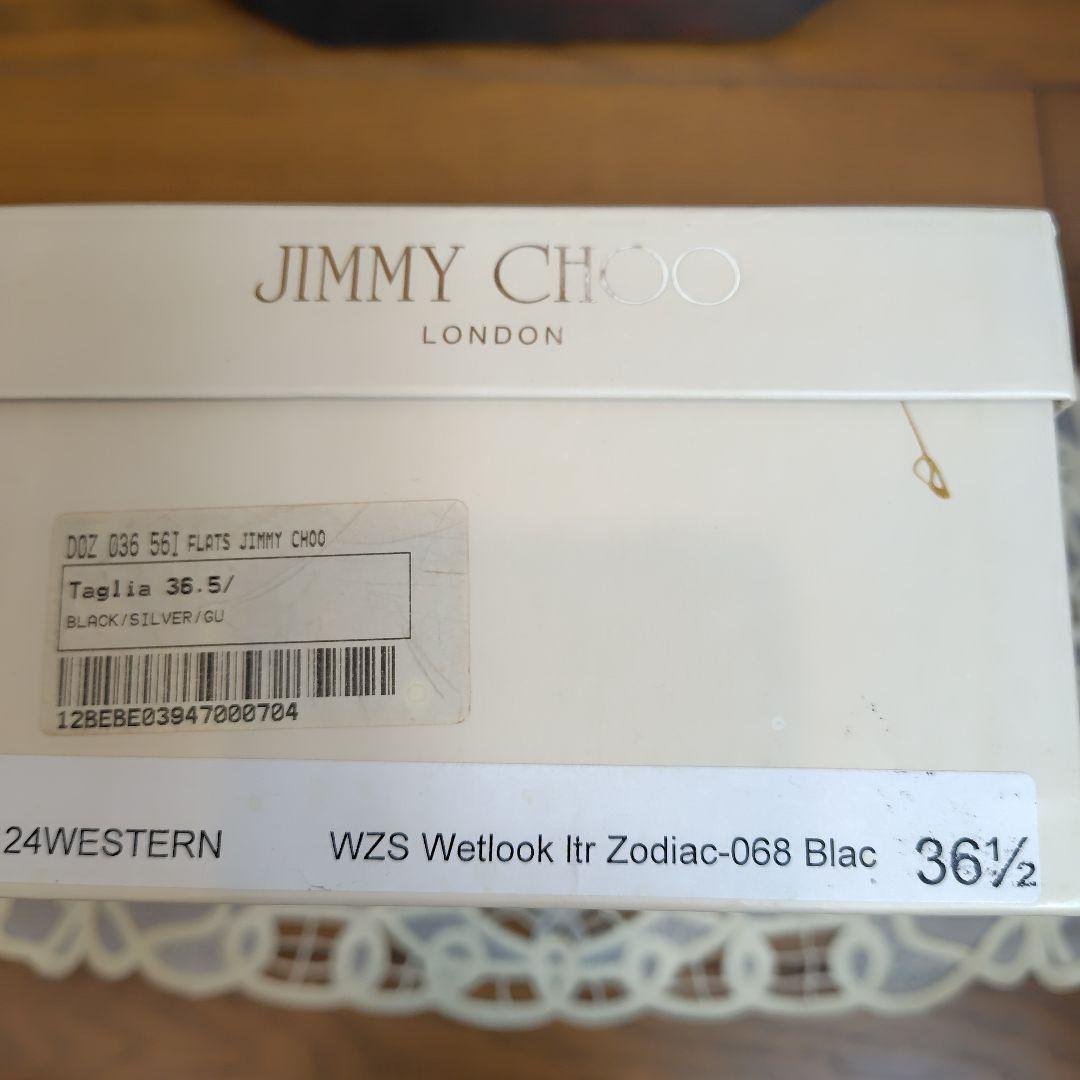 JIMMY CHOO
LONDON
DOZ 036 56I FLATS JIMMY CHOO
Taglia 36.5/
BLACK/SILVER/GU
12BEBE03947000704
24WESTERN WZS Wetlook ltr Zodiac-068 Blac 36½